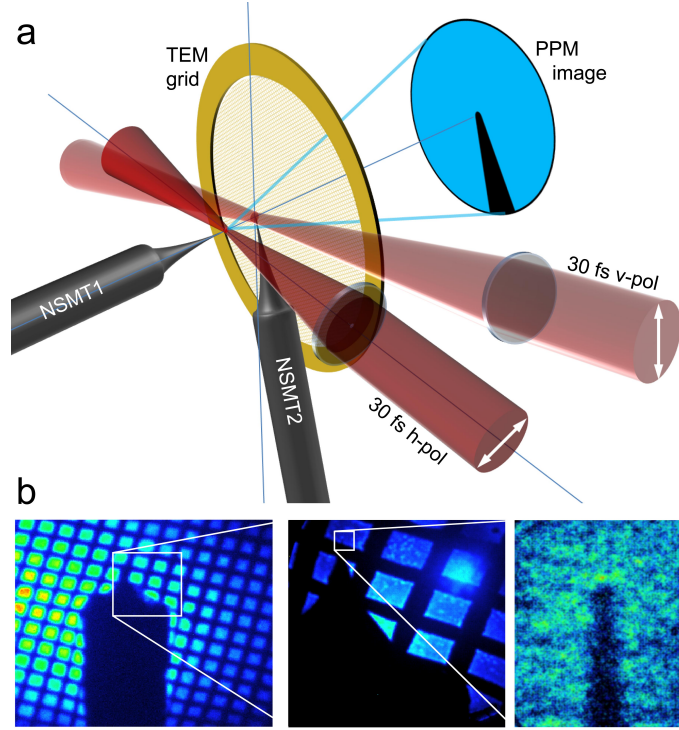 a
TEM
grid
PPM
image
NSMT1
30 fs v-pol
NSMT2
30 fs h-pol
b